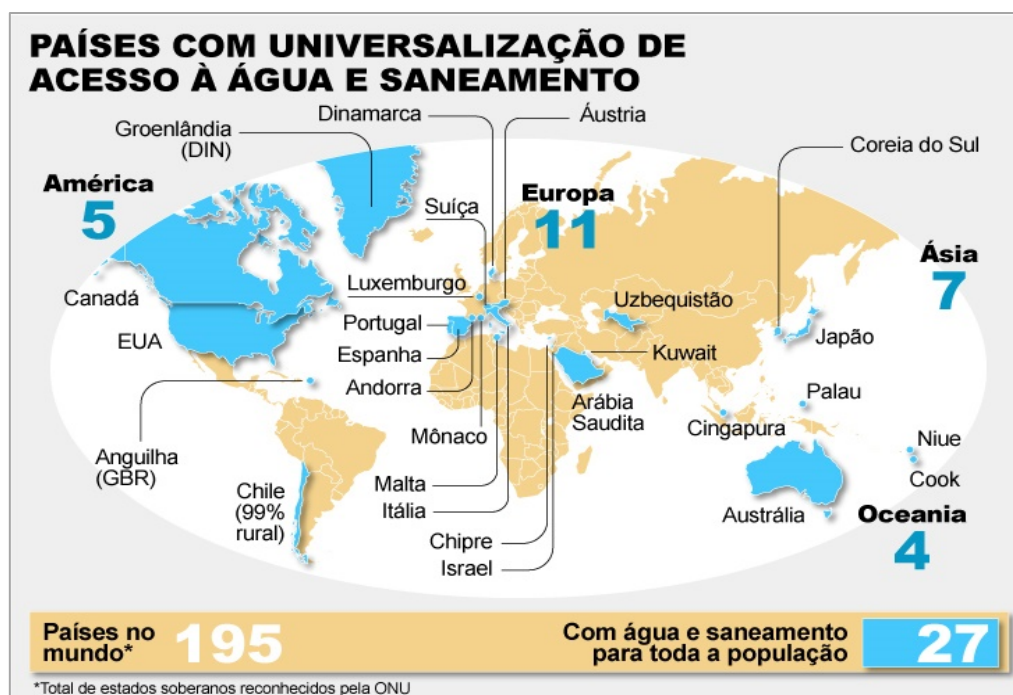 PAÍSES COM UNIVERSALIZAÇÃO DE
ACESSO À ÁGUA E SANEAMENTO
Dinamarca
Áustria
Groenlândia
(DIN)
Coreia do Sul
América
5
Suíça
Europa
11
Ásia
7
Canadá
Luxemburgo
Uzbequistão
EUA
Portugal
Japão
Espanha
Kuwait
Andorra
Arábia
Saudita
Palau
Cingapura
Mônaco
Niue
Anguilha
(GBR)
Cook
Chile
(99%
rural)
Malta
Itália
Austrália
Oceania
4
Chipre
Israel
Países no
mundo*
195
Com água e saneamento
para toda a população
27
*Total de estados soberanos reconhecidos pela ONU